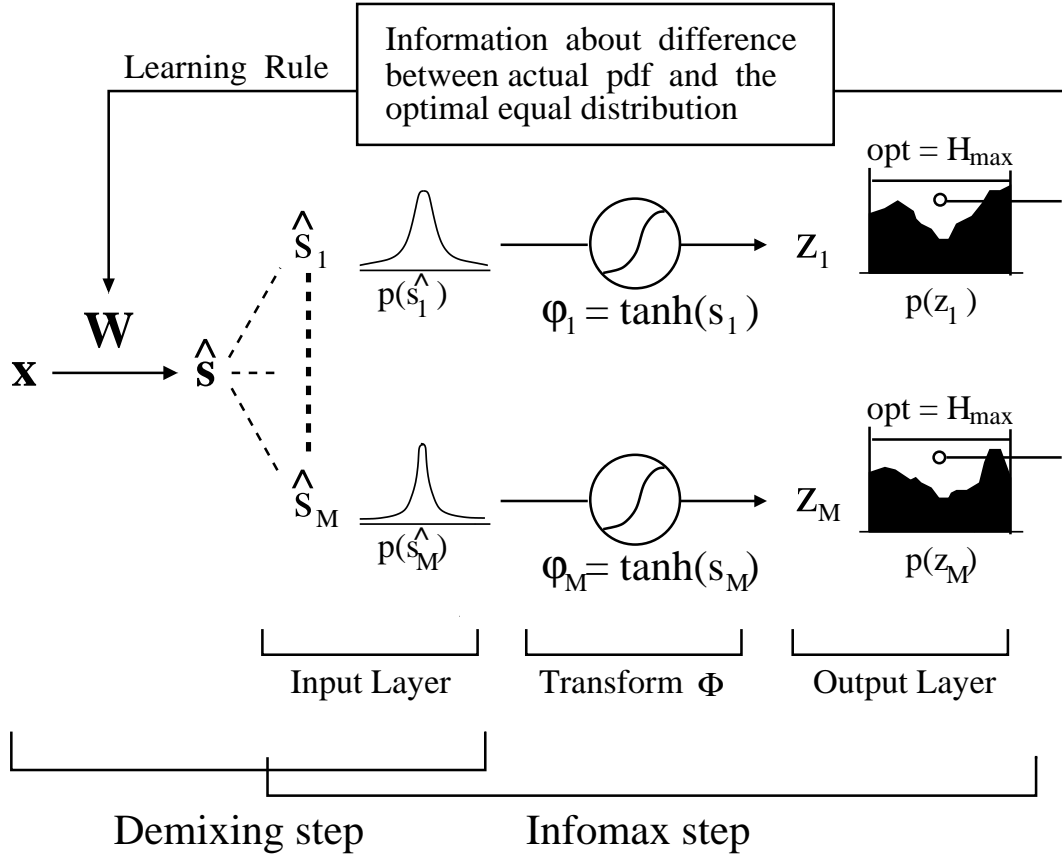 Information about difference
between actual pdf and the
optimal equal distribution
Learning Rule
opt = Hmax
ŝ1
p(ŝ1)
φ1 = tanh(s1)
z1
p(z1)
W
x
ŝ
opt = Hmax
ŝM
p(ŝM)
φM = tanh(sM)
zM
p(zM)
Input Layer
Transform Φ
Output Layer
Demixing step
Infomax step